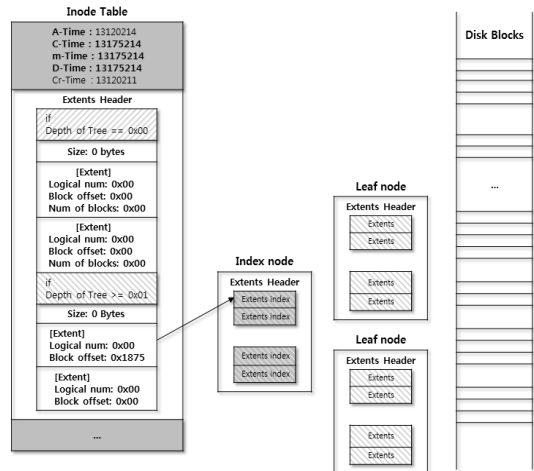 Inode Table
A-Time : 13120214
C-Time : 13175214
m-Time : 13175214
D-Time : 13175214
Cr-Time : 13120211
Extents Header
if
Depth of Tree == 0x00
Size: 0 bytes
[Extent]
Logical num: 0x00
Block offset: 0x00
Num of blocks: 0x00
[Extent]
Logical num: 0x00
Block offset: 0x00
Num of blocks: 0x00
if
Depth of Tree >= 0x01
Size: 0 Bytes
[Extent]
Logical num: 0x00
Block offset: 0x1875
[Extent]
Logical num: 0x00
Block offset: 0x00
...
Index node
Extents Header
Extents index
Extents index
Extents index
Extents index
Leaf node
Extents Header
Extents
Extents
Extents
Extents
Leaf node
Extents Header
Extents
Extents
Extents
Extents
Disk Blocks
...